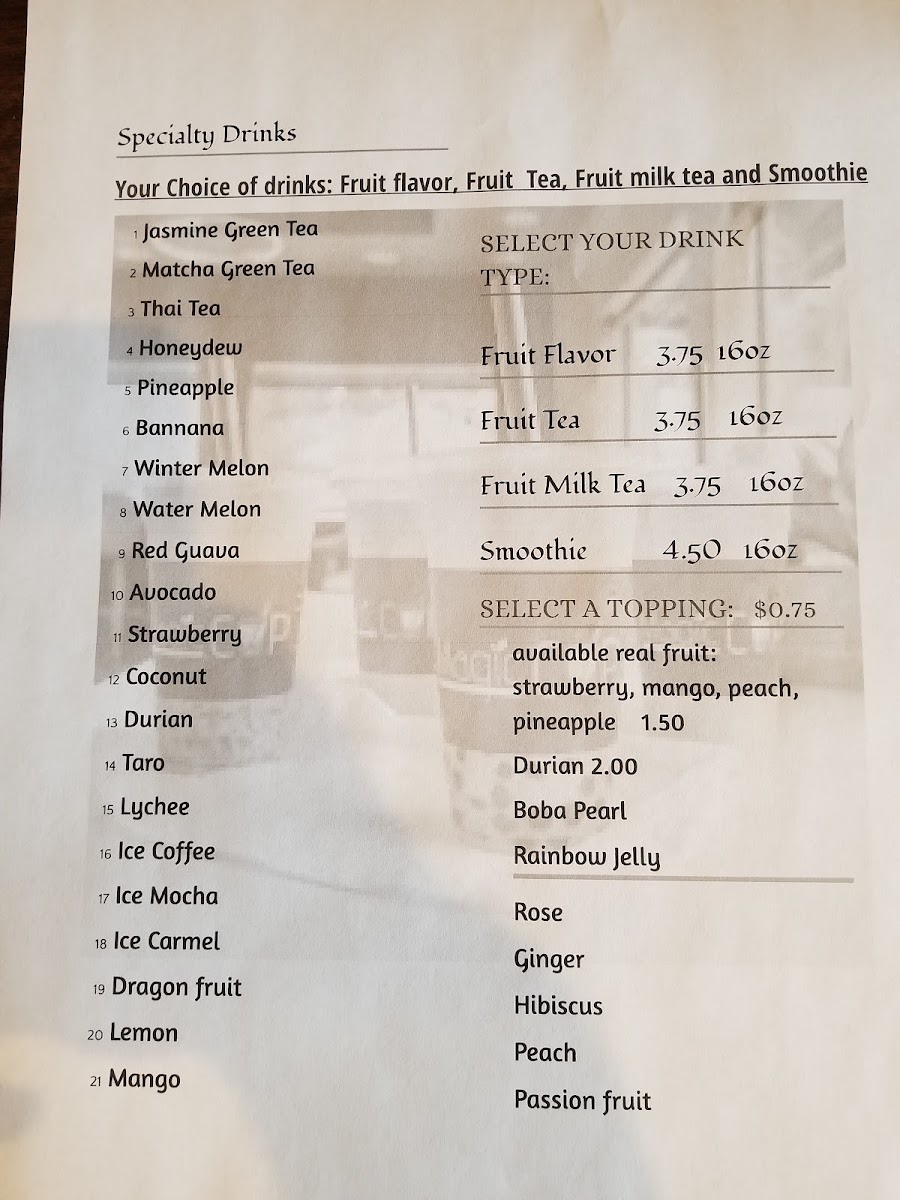 Specialty Drinks
Your Choice of drinks: Fruit flavor, Fruit Tea, Fruit milk tea and Smoothie
1 Jasmine Green Tea
2 Matcha Green Tea
3 Thai Tea
4 Honeydew
5 Pineapple
6 Bannana
7 Winter Melon
8 Water Melon
9 Red Guava
10 Avocado
11 Strawberry
12 Coconut
13 Durian
14 Taro
15 Lychee
16 Ice Coffee
17 Ice Mocha
18 Ice Carmel
19 Dragon fruit
20 Lemon
21 Mango
SELECT YOUR DRINK
TYPE:
Fruit Flavor 3.75 16oz
Fruit Tea 3.75 16oz
Fruit Milk Tea 3.75 16oz
Smoothie 4.50 16oz
SELECT A TOPPING: $0.75
available real fruit:
strawberry, mango, peach,
pineapple 1.50
Durian 2.00
Boba Pearl
Rainbow Jelly
Rose
Ginger
Hibiscus
Peach
Passion fruit